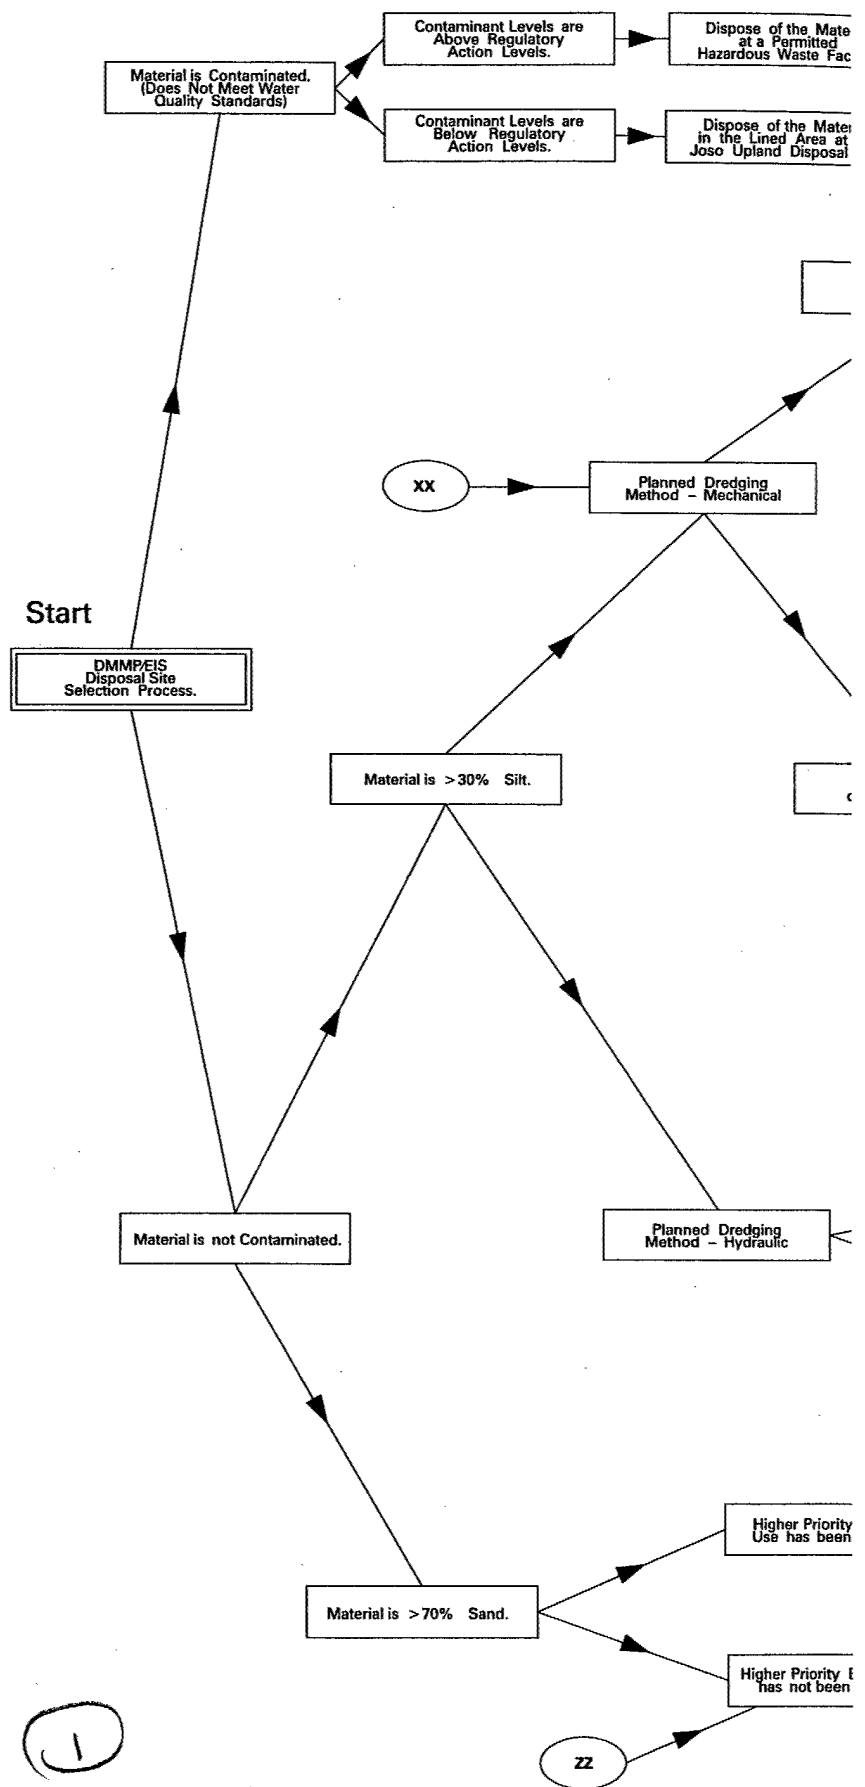 Contaminant Levels are
Above Regulatory
Action Levels.
Dispose of the Mate
at a Permitted
Hazardous Waste Fac
Material is Contaminated.
(Does Not Meet Water
Quality Standards)
Contaminant Levels are
Below Regulatory
Action Levels.
Dispose of the Mater
in the Lined Area at
Joso Upland Disposal
XX
Planned Dredging
Method - Mechanical
Start
DMMP/EIS
Disposal Site
Selection Process.
Material is >30% Silt.
Material is not Contaminated.
Planned Dredging
Method - Hydraulic
Higher Priority
Use has been
Material is >70% Sand.
Higher Priority
has not been
ZZ
1